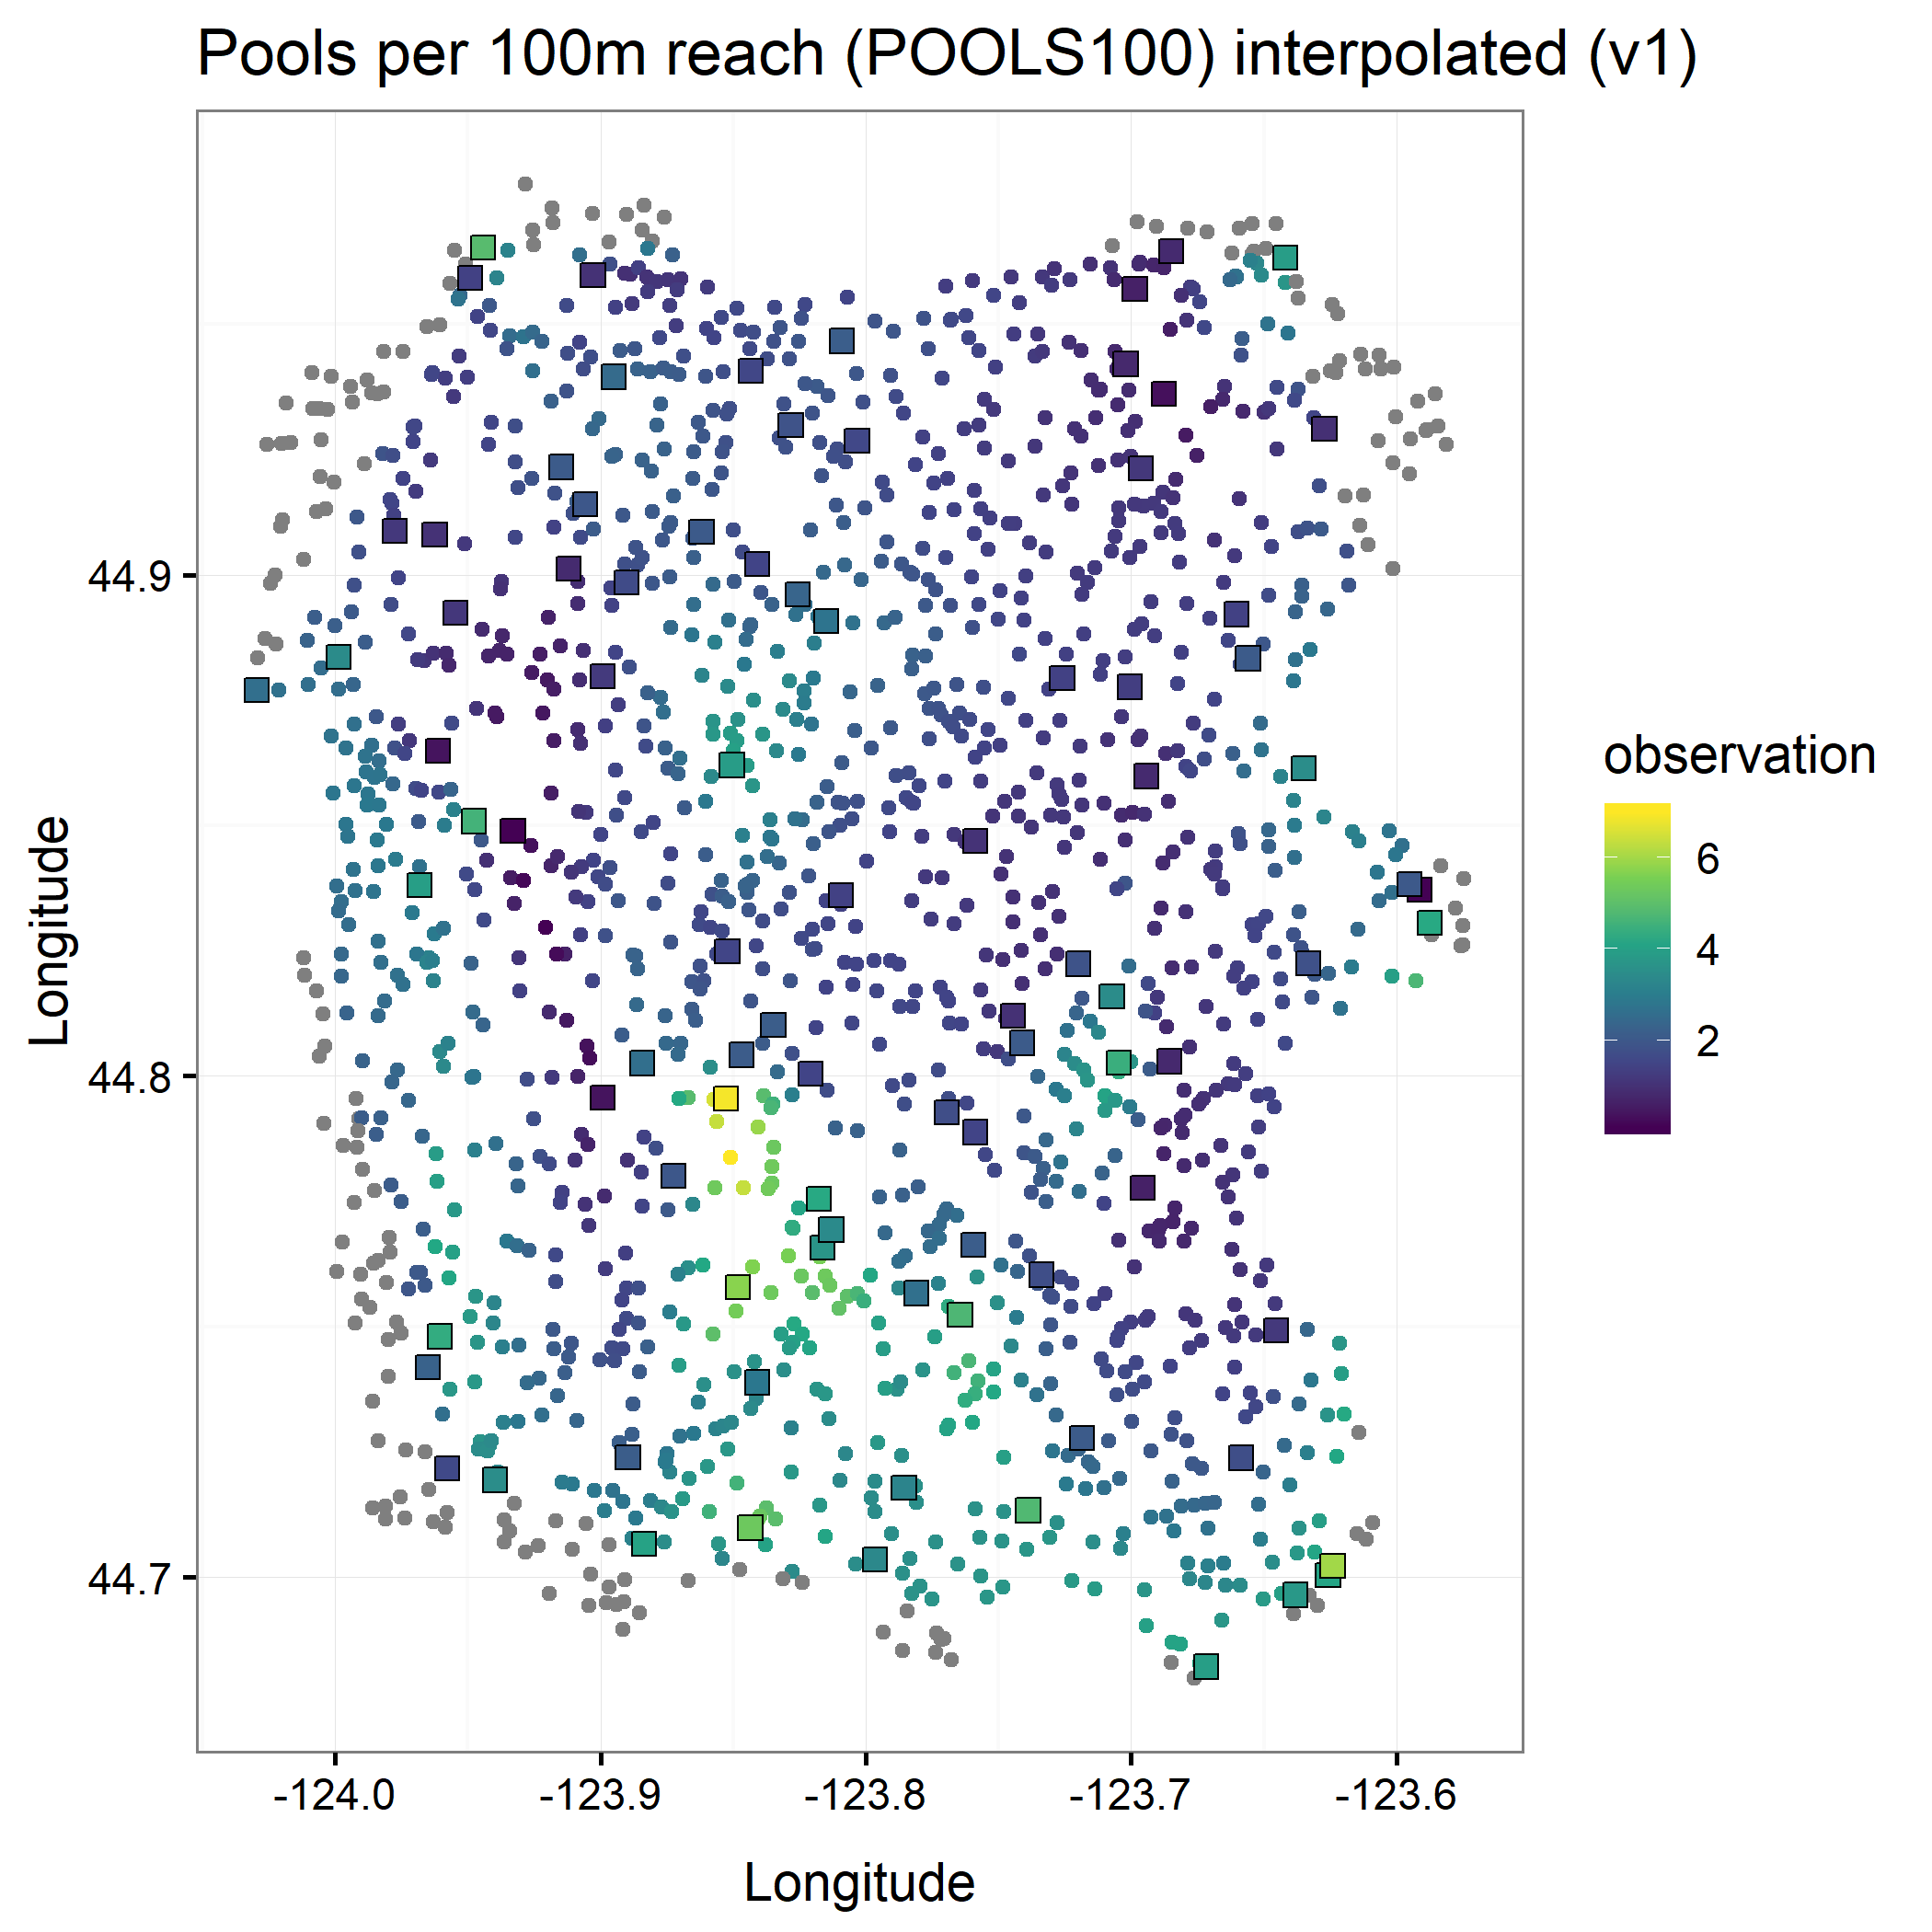 Pools per 100m reach (POOLS100) interpolated (v1)
Longitude
44.9
44.8
44.7
-124.0
-123.9
-123.8
-123.7
-123.6
Longitude
observation
6
4
2